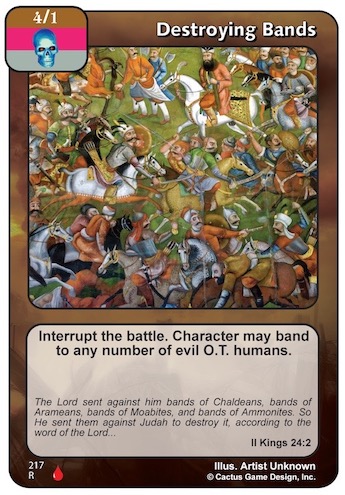 4/1
Destroying Bands
Interrupt the battle. Character may band
to any number of evil O.T. humans.
The Lord sent against him bands of Chaldeans, bands of
Arameans, bands of Moabites, and bands of Ammonites. So
He sent them against Judah to destroy it, according to the
word of the Lord...
II Kings 24:2
217
R
Illus. Artist Unknown
© Cactus Game Design, Inc.